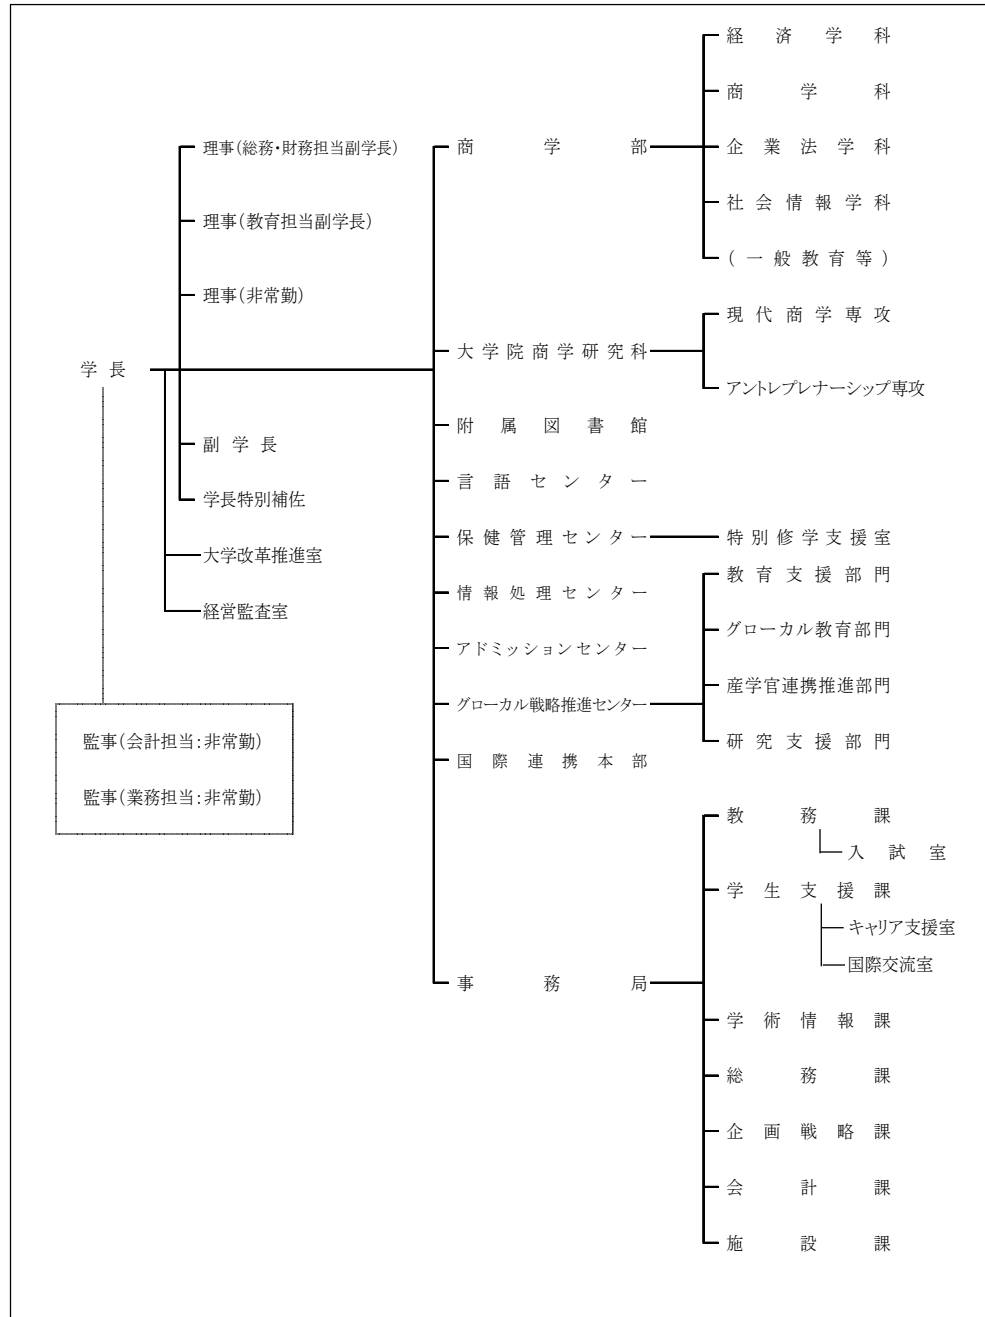 経済学科
商学科
理事(総務・財務担当副学長)
商学部
企業法学科
社会情報学科
理事(教育担当副学長)
(一般教育等)
理事(非常勤)
現代商学専攻
大学院商学研究科
学長
アントレプレナーシップ専攻
附属図書館
副学長
言語センター
学長特別補佐
保健管理センター
特別修学支援室
大学改革推進室
教育支援部門
情報処理センター
経営監査室
グローカル教育部門
アドミッションセンター
産学官連携推進部門
グローカル戦略推進センター
監事(会計担当:非常勤)
研究支援部門
国際連携本部
監事(業務担当:非常勤)
教務課
入試室
学生支援課
キャリア支援室
国際交流室
事務局
学術情報課
総務課
企画戦略課
会計課
施設課